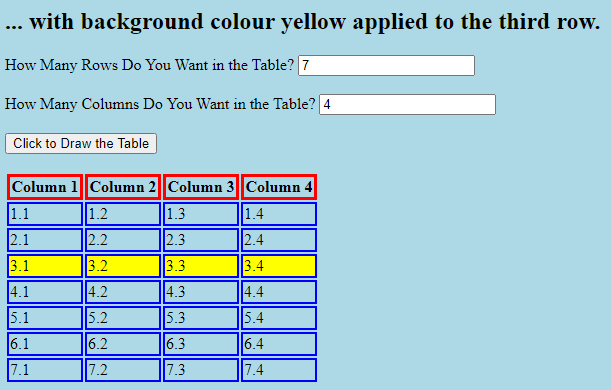 ... with background colour yellow applied to the third row.
How Many Rows Do You Want in the Table? 7
How Many Columns Do You Want in the Table? 4
Click to Draw the Table
Column 1 Column 2 Column 3 Column 4
1.1 1.2 1.3 1.4
2.1 2.2 2.3 2.4
3.1 3.2 3.3 3.4
4.1 4.2 4.3 4.4
5.1 5.2 5.3 5.4
6.1 6.2 6.3 6.4
7.1 7.2 7.3 7.4